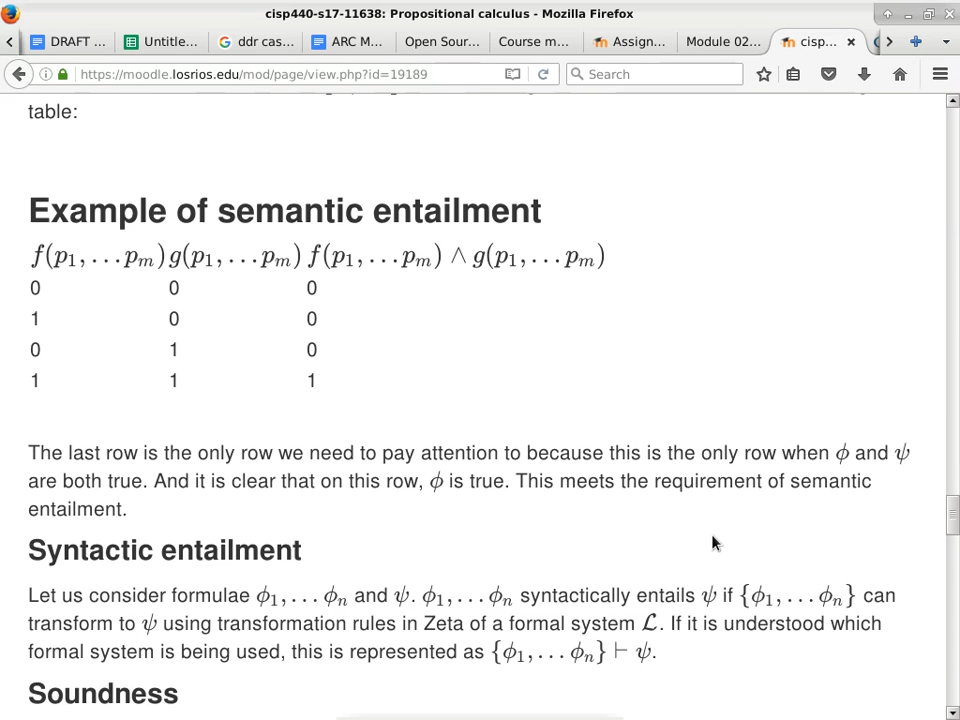 cisp440-s17-11638: Propositional calculus - Mozilla Firefox
DRAFT ... Untitle... ddr cas... ARC M... Open Sour... Course m... Assign... Module 02... cisp...
https://moodle.losrios.edu/mod/page/view.php?id=19189 Search
table:
Example of semantic entailment
f(p₁, … pₘ) g(p₁, … pₘ) f(p₁, … pₘ) ∧ g(p₁, … pₘ)
0 0 0
1 0 0
0 1 0
1 1 1
The last row is the only row we need to pay attention to because this is the only row when ϕ and ψ
are both true. And it is clear that on this row, ϕ is true. This meets the requirement of semantic
entailment.
Syntactic entailment
Let us consider formulae ϕ₁, … ϕₙ and ψ. ϕ₁, … ϕₙ syntactically entails ψ if {ϕ₁, … ϕₙ} can
transform to ψ using transformation rules in Zeta of a formal system ℒ. If it is understood which
formal system is being used, this is represented as {ϕ₁, … ϕₙ} ⊢ ψ.
Soundness